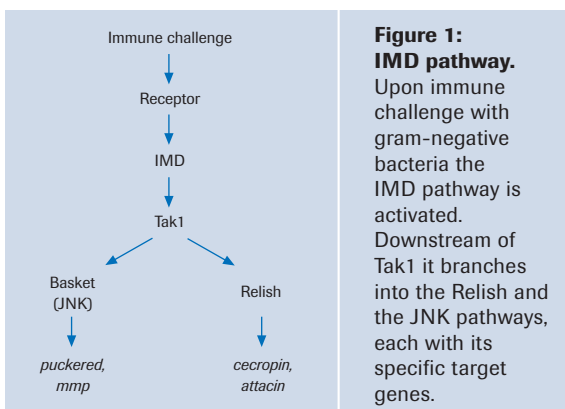 Immune challenge
Receptor
IMD
Tak1
Basket
(JNK)
Relish
puckered,
mmp
cecropin,
attacin
Figure 1:
IMD pathway.
Upon immune
challenge with
gram-negative
bacteria the
IMD pathway is
activated.
Downstream of
Tak1 it branches
into the Relish and
the JNK pathways,
each with its
specific target
genes.